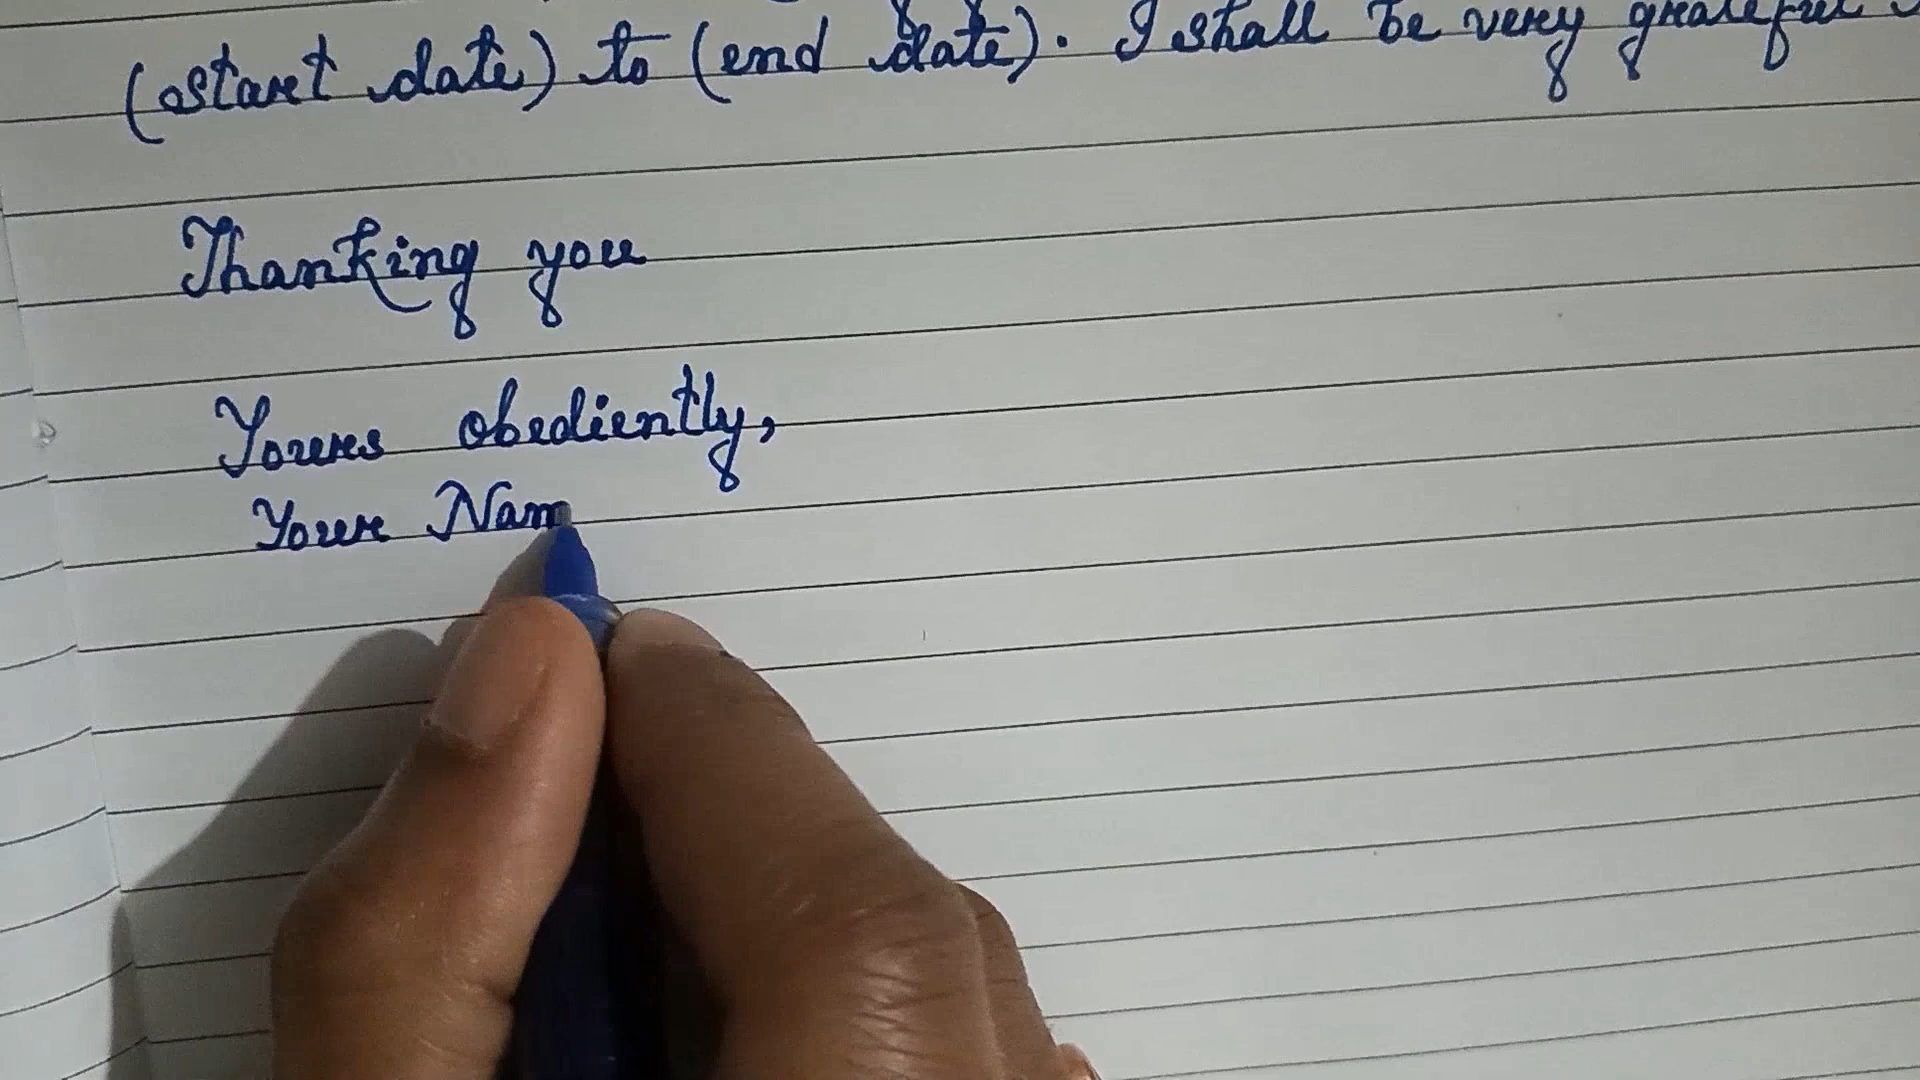 (start date) to (end date). I shall be very grateful
Thanking you
Yours obediently,
Your Nam